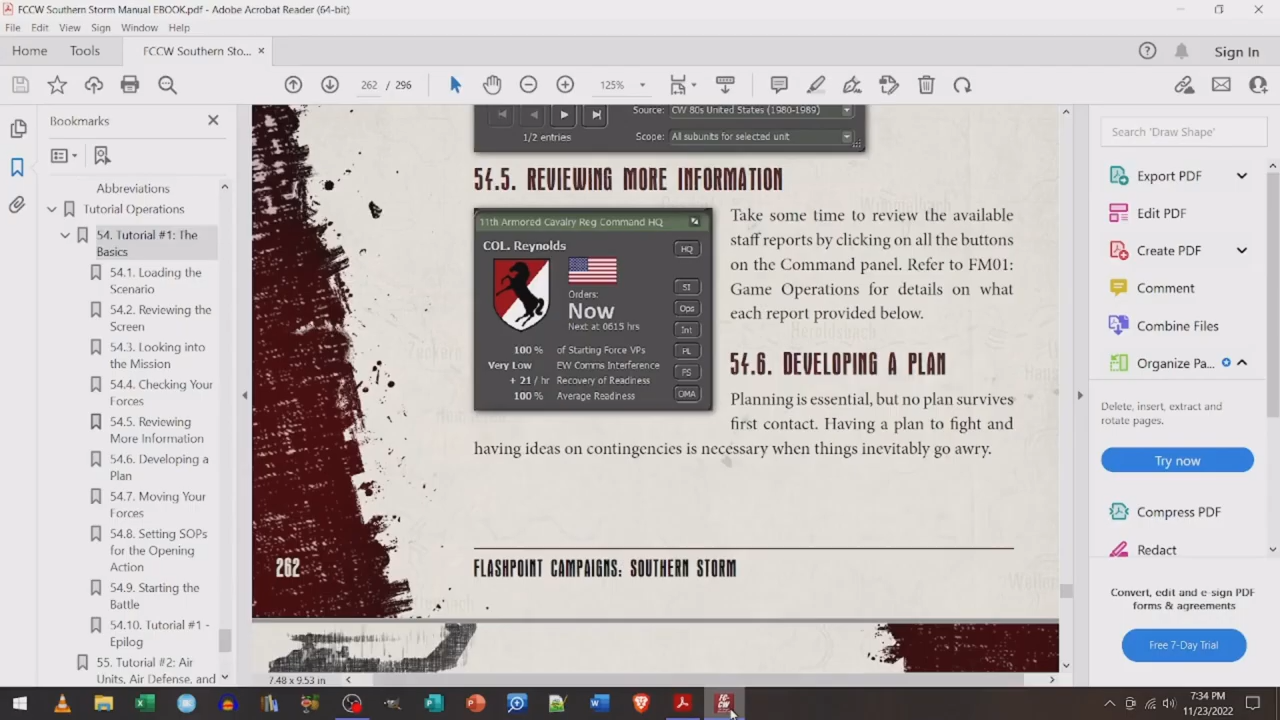 FCCW Southern Storm Manual EBOOK.pdf - Adobe Acrobat Reader (64-bit)
File Edit View Sign Window Help
Home Tools FCCW Southern Sto... × Sign In
262 / 296 125%
Bookmarks
Abbreviations
Tutorial Operations
54. Tutorial #1: The
Basics
54.1. Loading the
Scenario
54.2. Reviewing the
Screen
54.3. Looking into
the Mission
54.4. Checking Your
Forces
54.5. Reviewing
More Information
54.6. Developing a
Plan
54.7. Moving Your
Forces
54.8. Setting SOPs
for the Opening
Action
54.9. Starting the
Battle
54.10. Tutorial #1 -
Epilog
55. Tutorial #2: Air
Units, Air Defense, and
Source: CW 80s United States (1980-1989)
1/2 entries Scope: All subunits for selected unit
54.5. REVIEWING MORE INFORMATION
11th Armored Cavalry Reg Command HQ
COL. Reynolds HQ
Orders:
Now
Next at 0615 hrs
SI
Ops
Int
PL
PS
OMA
100 % of Starting Force VPs
Very Low EW Comms Interference
+ 21 / hr Recovery of Readiness
100 % Average Readiness
Take some time to review the available
staff reports by clicking on all the buttons
on the Command panel. Refer to FM01:
Game Operations for details on what
each report provided below.
54.6. DEVELOPING A PLAN
Planning is essential, but no plan survives
first contact. Having a plan to fight and
having ideas on contingencies is necessary when things inevitably go awry.
262 FLASHPOINT CAMPAIGNS: SOUTHERN STORM
7.48 x 9.53 in
Search 'Draw Shape'
Export PDF
Edit PDF
Create PDF
Comment
Combine Files
Organize Pa...
Delete, insert, extract and
rotate pages.
Try now
Compress PDF
Redact
Convert, edit and e-sign PDF
forms & agreements
Free 7-Day Trial
7:34 PM
11/23/2022